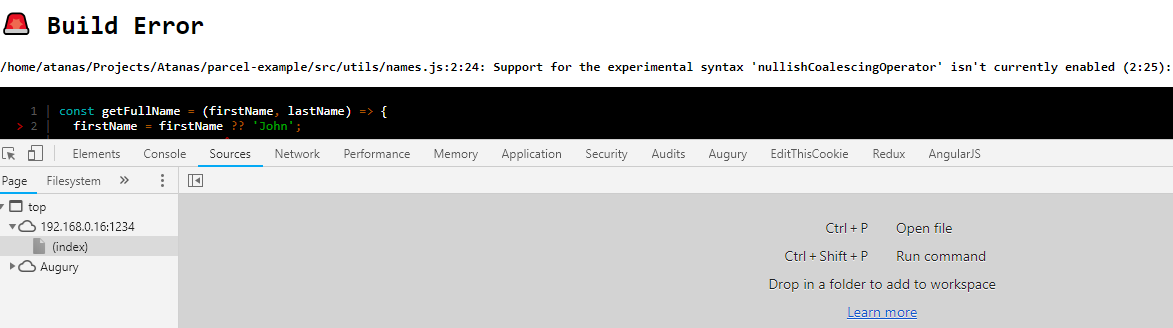 🚨 Build Error
/home/atanas/Projects/Atanas/parcel-example/src/utils/names.js:2:24: Support for the experimental syntax 'nullishCoalescingOperator' isn't currently enabled (2:25):
1 | const getFullName = (firstName, lastName) => {
> 2 | firstName = firstName ?? 'John';
Elements Console Sources Network Performance Memory Application Security Audits Augury EditThisCookie Redux AngularJS
Page Filesystem »
top
192.168.0.16:1234
(index)
Augury
Ctrl + P Open file
Ctrl + Shift + P Run command
Drop in a folder to add to workspace
Learn more